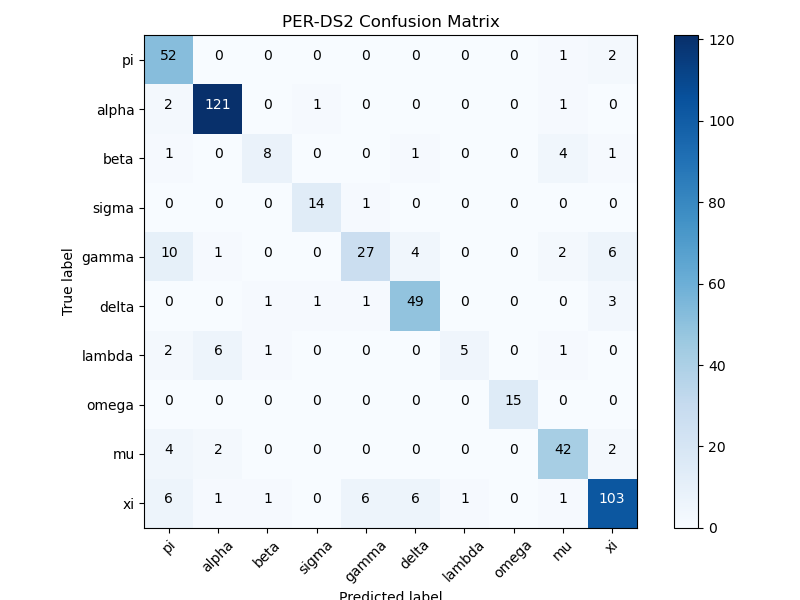 PER-DS2 Confusion Matrix
pi 52 0 0 0 0 0 0 0 1 2
alpha 2 121 0 1 0 0 0 0 1 0
beta 1 0 8 0 0 1 0 0 4 1
sigma 0 0 0 14 1 0 0 0 0 0
gamma 10 1 0 0 27 4 0 0 2 6
delta 0 0 1 1 1 49 0 0 0 3
lambda 2 6 1 0 0 0 5 0 1 0
omega 0 0 0 0 0 0 0 15 0 0
mu 4 2 0 0 0 0 0 0 42 2
xi 6 1 1 0 6 6 1 0 1 103
pi alpha beta sigma gamma delta lambda omega mu xi
True label
Predicted label
120
100
80
60
40
20
0